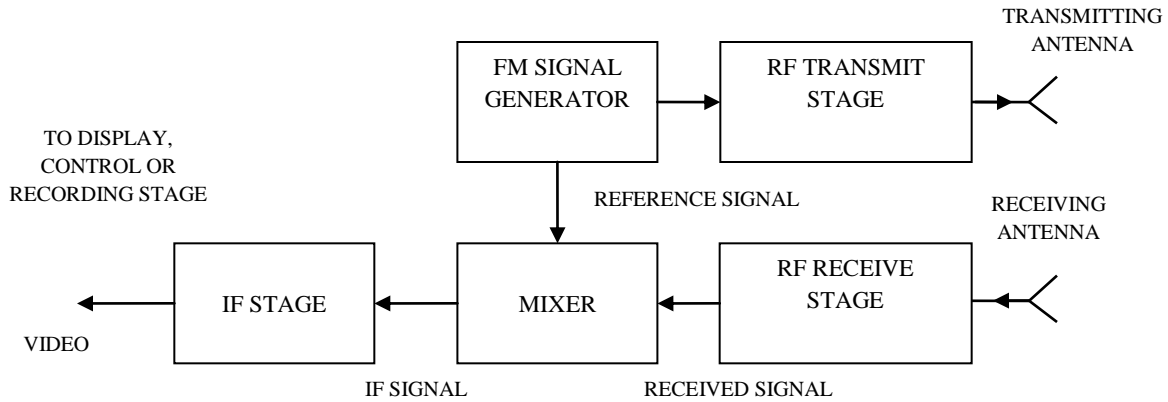 TRANSMITTING
ANTENNA
FM SIGNAL
GENERATOR
RF TRANSMIT
STAGE
TO DISPLAY,
CONTROL OR
RECORDING STAGE
REFERENCE SIGNAL
RECEIVING
ANTENNA
IF STAGE
MIXER
RF RECEIVE
STAGE
VIDEO
IF SIGNAL
RECEIVED SIGNAL